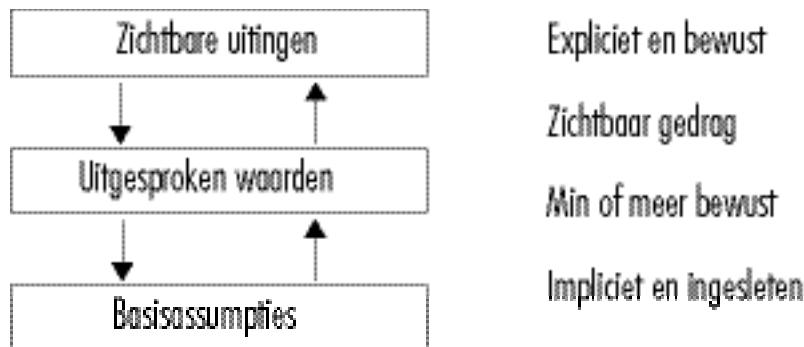 Zichtbare uitingen
Expliciet en bewust
Zichtbaar gedrag
Uitgesproken waarden
Min of meer bewust
Impliciet en ingesleten
Basisassumpties